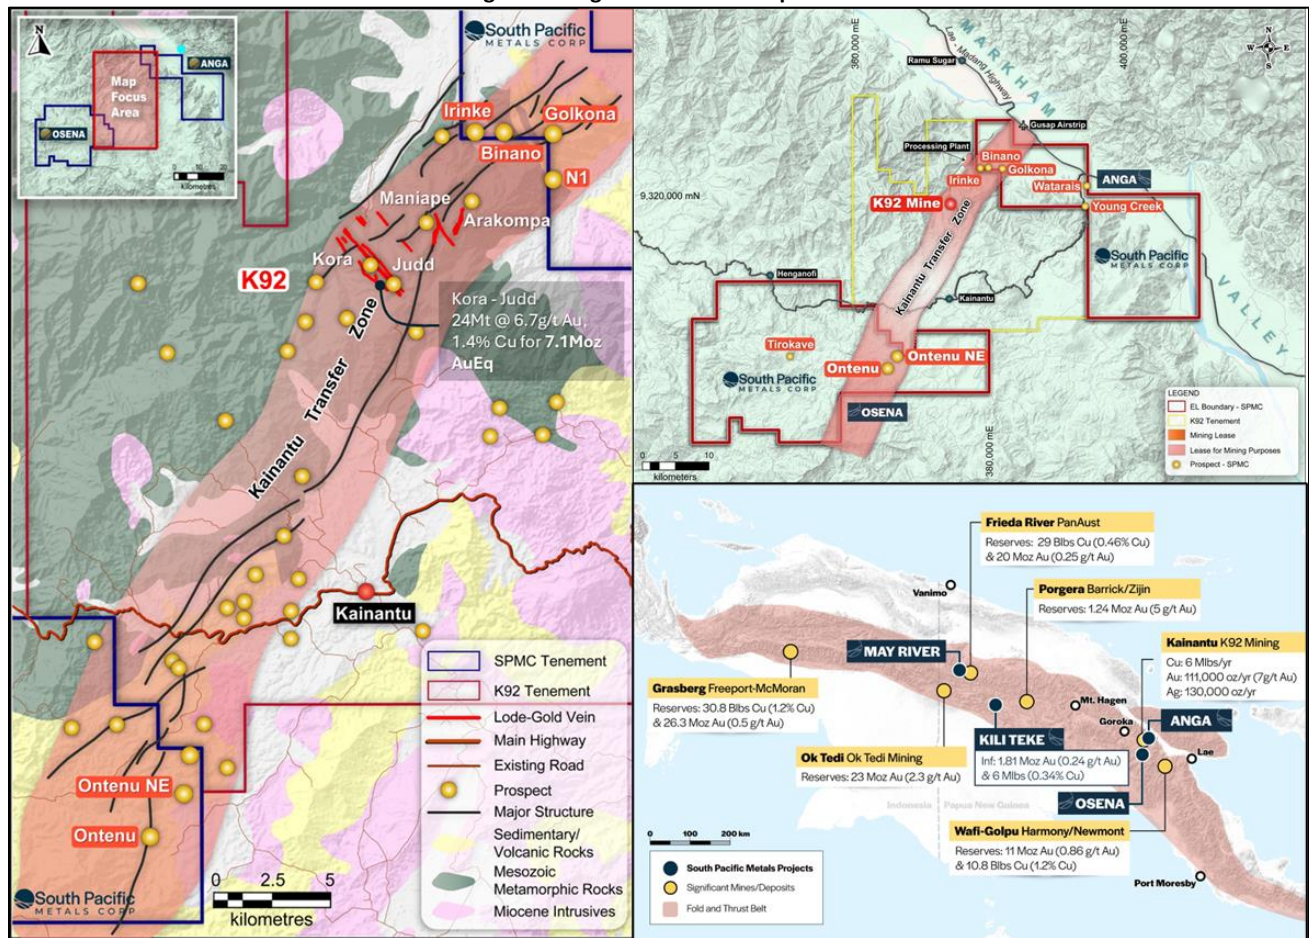 N
Map
Focus
Area
ANGA
OSENA
kilometres
South Pacific
METALS CORP
Irinke
Golkona
Binano
N1
Maniape
Arakompa
Kora
Judd
K92
Kora - Judd
24Mt @ 6.7g/t Au,
1.4% Cu for 7.1Moz
AuEq
Kainantu Transfer Zone
Kainantu
Ontenu NE
Ontenu
South Pacific
METALS CORP
0 2.5 5
kilometres
SPMC Tenement
K92 Tenement
Lode-Gold Vein
Main Highway
Existing Road
Prospect
Major Structure
Sedimentary/
Volcanic Rocks
Mesozoic
Metamorphic Rocks
Miocene Intrusives
380,000 mE
400,000 mE
N
W E
S
Ramu Sugar
Lae - Madang Highway
MARKHAM
VALLEY
Gusap Airstrip
Processing Plant
Binano
Irinke
Golkona
Watarais
ANGA
9,320,000 mN
K92 Mine
Young Creek
Kainantu Transfer Zone
South Pacific
METALS CORP
Henganofi
Kainantu
Tirokave
Ontenu NE
Ontenu
South Pacific
METALS CORP
OSENA
380,000 mE
0 5 10
kilometers
LEGEND
EL Boundary - SPMC
K92 Tenement
Mining Lease
Lease for Mining Purposes
Prospect - SPMC
Frieda River PanAust
Reserves: 29 Blbs Cu (0.46% Cu)
& 20 Moz Au (0.25 g/t Au)
Vanimo
Porgera Barrick/Zijin
Reserves: 1.24 Moz Au (5 g/t Au)
Kainantu K92 Mining
Cu: 6 Mlbs/yr
Au: 111,000 oz/yr (7g/t Au)
Ag: 130,000 oz/yr
MAY RIVER
Grasberg Freeport-McMoran
Reserves: 30.8 Blbs Cu (1.2% Cu)
& 26.3 Moz Au (0.5 g/t Au)
Mt. Hagen
Goroka
ANGA
Lae
KILI TEKE
Inf: 1.81 Moz Au (0.24 g/t Au)
& 6 Mlbs (0.34% Cu)
Ok Tedi Ok Tedi Mining
Reserves: 23 Moz Au (2.3 g/t Au)
OSENA
Indonesia
Papua New Guinea
Wafi-Golpu Harmony/Newmont
Reserves: 11 Moz Au (0.86 g/t Au)
& 10.8 Blbs Cu (1.2% Cu)
0 100 200 km
South Pacific Metals Projects
Significant Mines/Deposits
Fold and Thrust Belt
Port Moresby